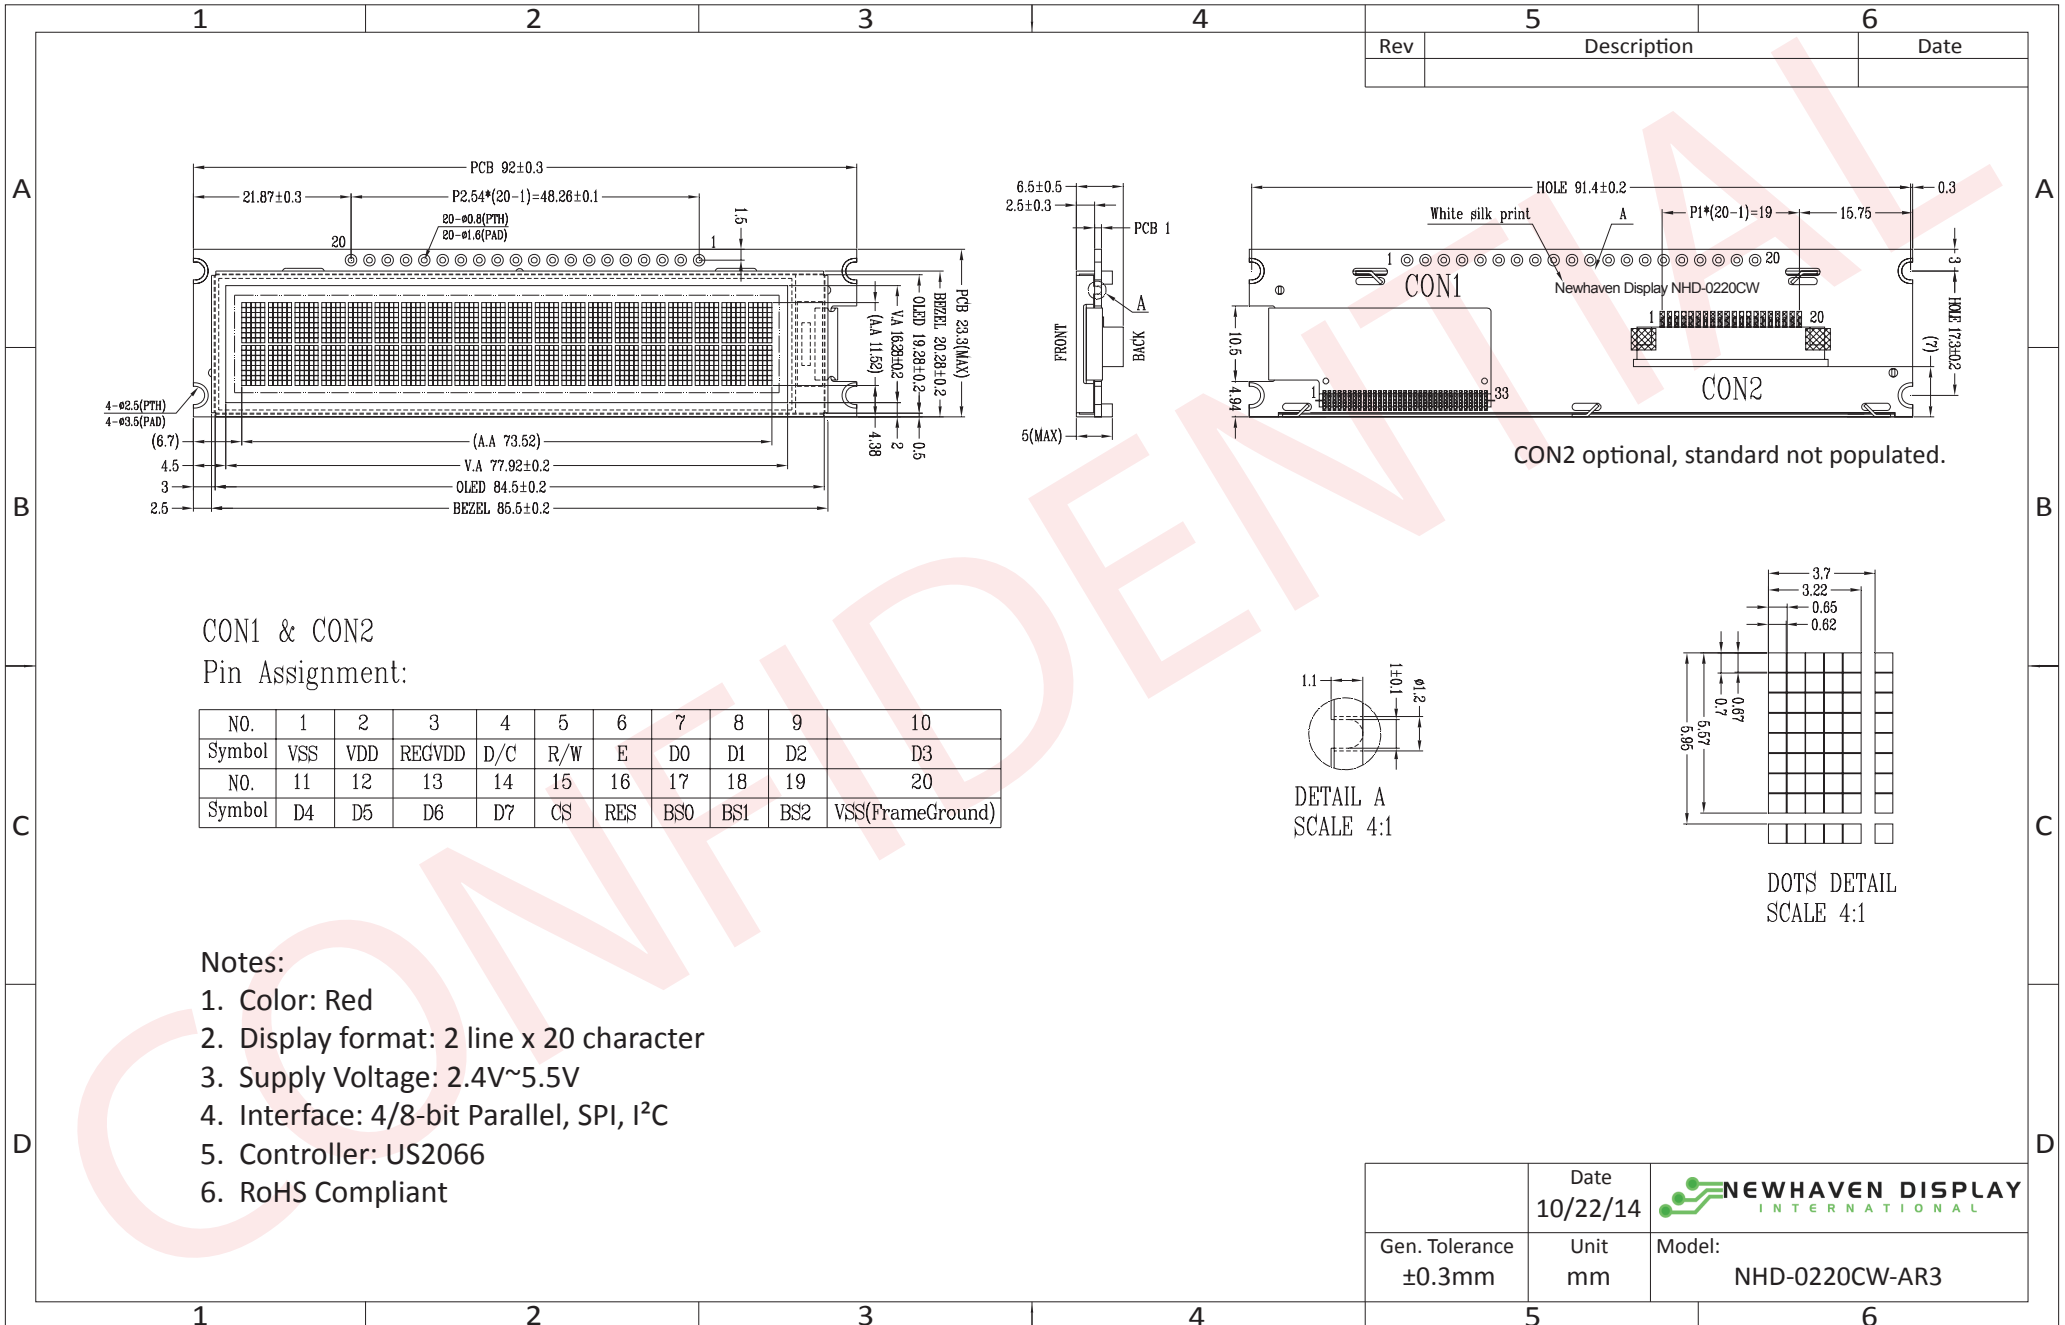 1 2 3 4 5 6
Rev Description Date
A
B
C
D
PCB 92±0.3
21.87±0.3
P2.54*(20-1)=48.26±0.1
20-ø0.8(PTH)
20-ø1.6(PAD)
1.5
20
1
PCB 23.3(MAX)
BEZEL 20.28±0.2
OLED 19.28±0.2
V.A 16.28±0.2
(A.A 11.52)
4-ø2.5(PTH)
4-ø3.5(PAD)
(6.7)
(A.A 73.52)
4.38
2
0.5
4.5
V.A 77.92±0.2
3
OLED 84.5±0.2
2.5
BEZEL 85.5±0.2
6.5±0.5
2.5±0.3
PCB 1
A
FRONT
BACK
5(MAX)
HOLE 91.4±0.2
0.3
White silk print
A
P1*(20-1)=19
15.75
1
20
3
CON1
Newhaven Display NHD-0220CW
1
20
HOLE 17.3±0.2
(7)
10.5
4.94
1
33
CON2
CON2 optional, standard not populated.
3.7
3.22
0.65
0.62
0.67
0.7
5.57
5.95
DOTS DETAIL
SCALE 4:1
1.1
1±0.1
ø1.2
DETAIL A
SCALE 4:1
CON1 & CON2
Pin Assignment:
NO. 1 2 3 4 5 6 7 8 9 10
Symbol VSS VDD REGVDD D/C R/W E D0 D1 D2 D3
NO. 11 12 13 14 15 16 17 18 19 20
Symbol D4 D5 D6 D7 CS RES BS0 BS1 BS2 VSS(FrameGround)
Notes:
1. Color: Red
2. Display format: 2 line x 20 character
3. Supply Voltage: 2.4V~5.5V
4. Interface: 4/8-bit Parallel, SPI, I²C
5. Controller: US2066
6. RoHS Compliant
CONFIDENTIAL
Date
10/22/14
NEWHAVEN DISPLAY
INTERNATIONAL
Gen. Tolerance
±0.3mm
Unit
mm
Model:
NHD-0220CW-AR3
A
B
C
D
1 2 3 4 5 6